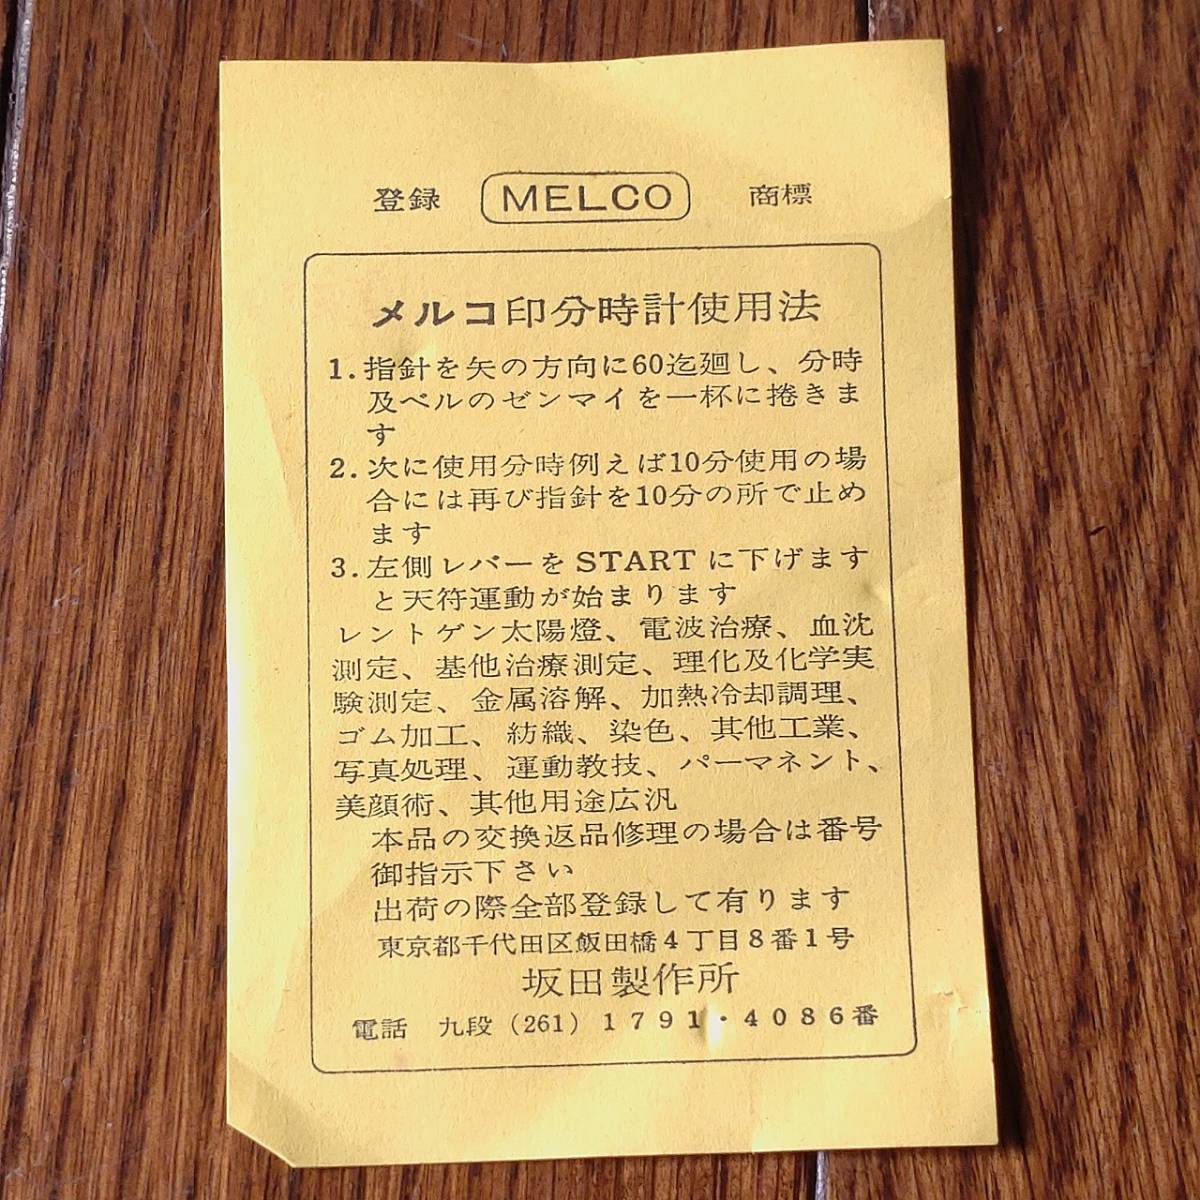 登録 MELCO 商標
メルコ印分時計使用法
1.指針を矢の方向に60迄廻し、分時
及ベルのゼンマイを一杯に捲きま
す
2.次に使用分時例えば10分使用の場
合には再び指針を10分の所で止め
ます
3.左側レバーを START に下げます
と天符運動が始まります
レントゲン太陽燈、電波治療、血沈
測定、基他治療測定、理化及化学実
験測定、金属溶解、加熱冷却調理、
ゴム加工、紡織、染色、其他工業、
写真処理、運動教技、パーマネント、
美顔術、其他用途広汎
本品の交換返品修理の場合は番号
御指示下さい
出荷の際全部登録して有ります
東京都千代田区飯田橋4丁目8番1号
坂田製作所
電話 九段 (261) 1791・4086番